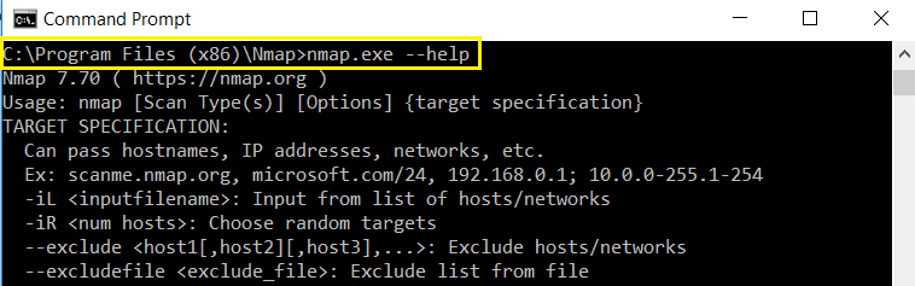 Command Prompt
C:\Program Files (x86)\Nmap>nmap.exe --help
Nmap 7.70 ( https://nmap.org )
Usage: nmap [Scan Type(s)] [Options] {target specification}
TARGET SPECIFICATION:
  Can pass hostnames, IP addresses, networks, etc.
  Ex: scanme.nmap.org, microsoft.com/24, 192.168.0.1; 10.0.0-255.1-254
  -iL <inputfilename>: Input from list of hosts/networks
  -iR <num hosts>: Choose random targets
  --exclude <host1[,host2][,host3],...>: Exclude hosts/networks
  --excludefile <exclude_file>: Exclude list from file